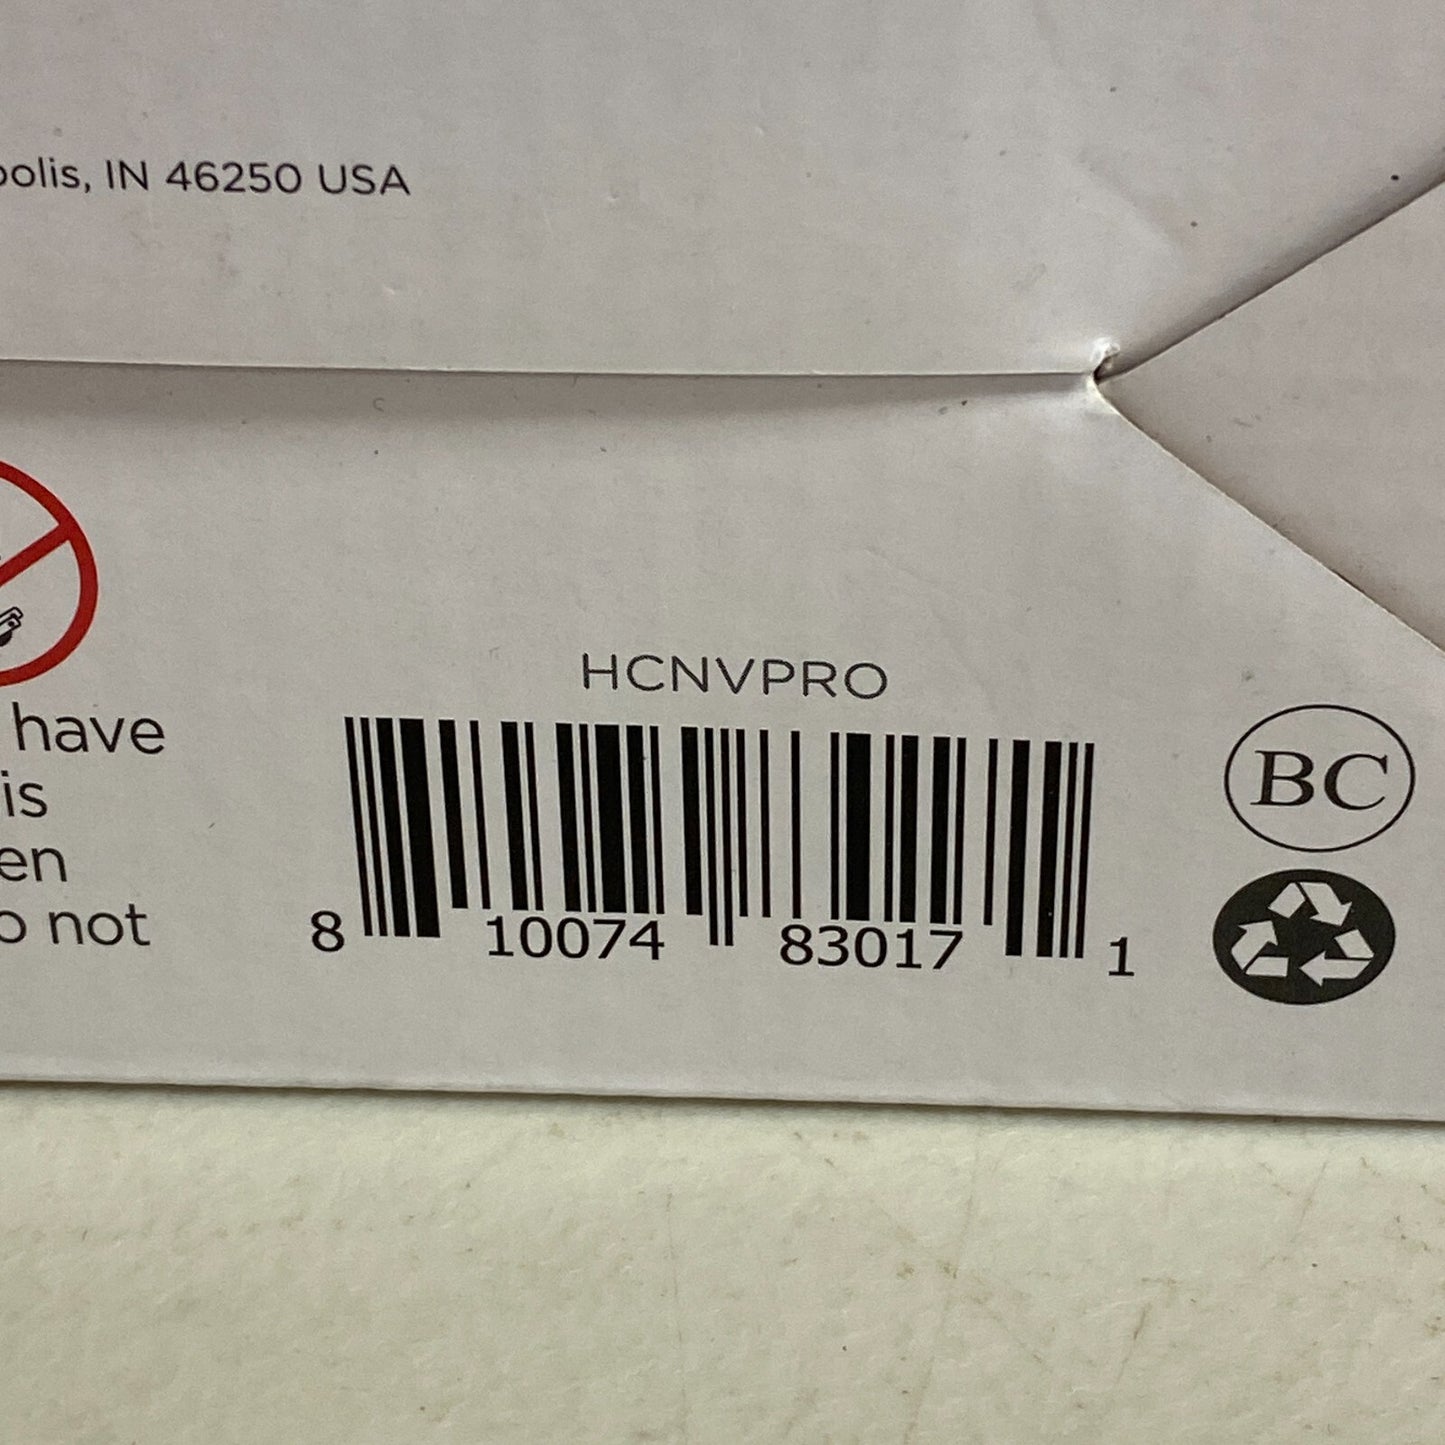 polis, IN 46250 USA
have
is
en
o not
HCNVPRO
8 10074 83017 1
BC